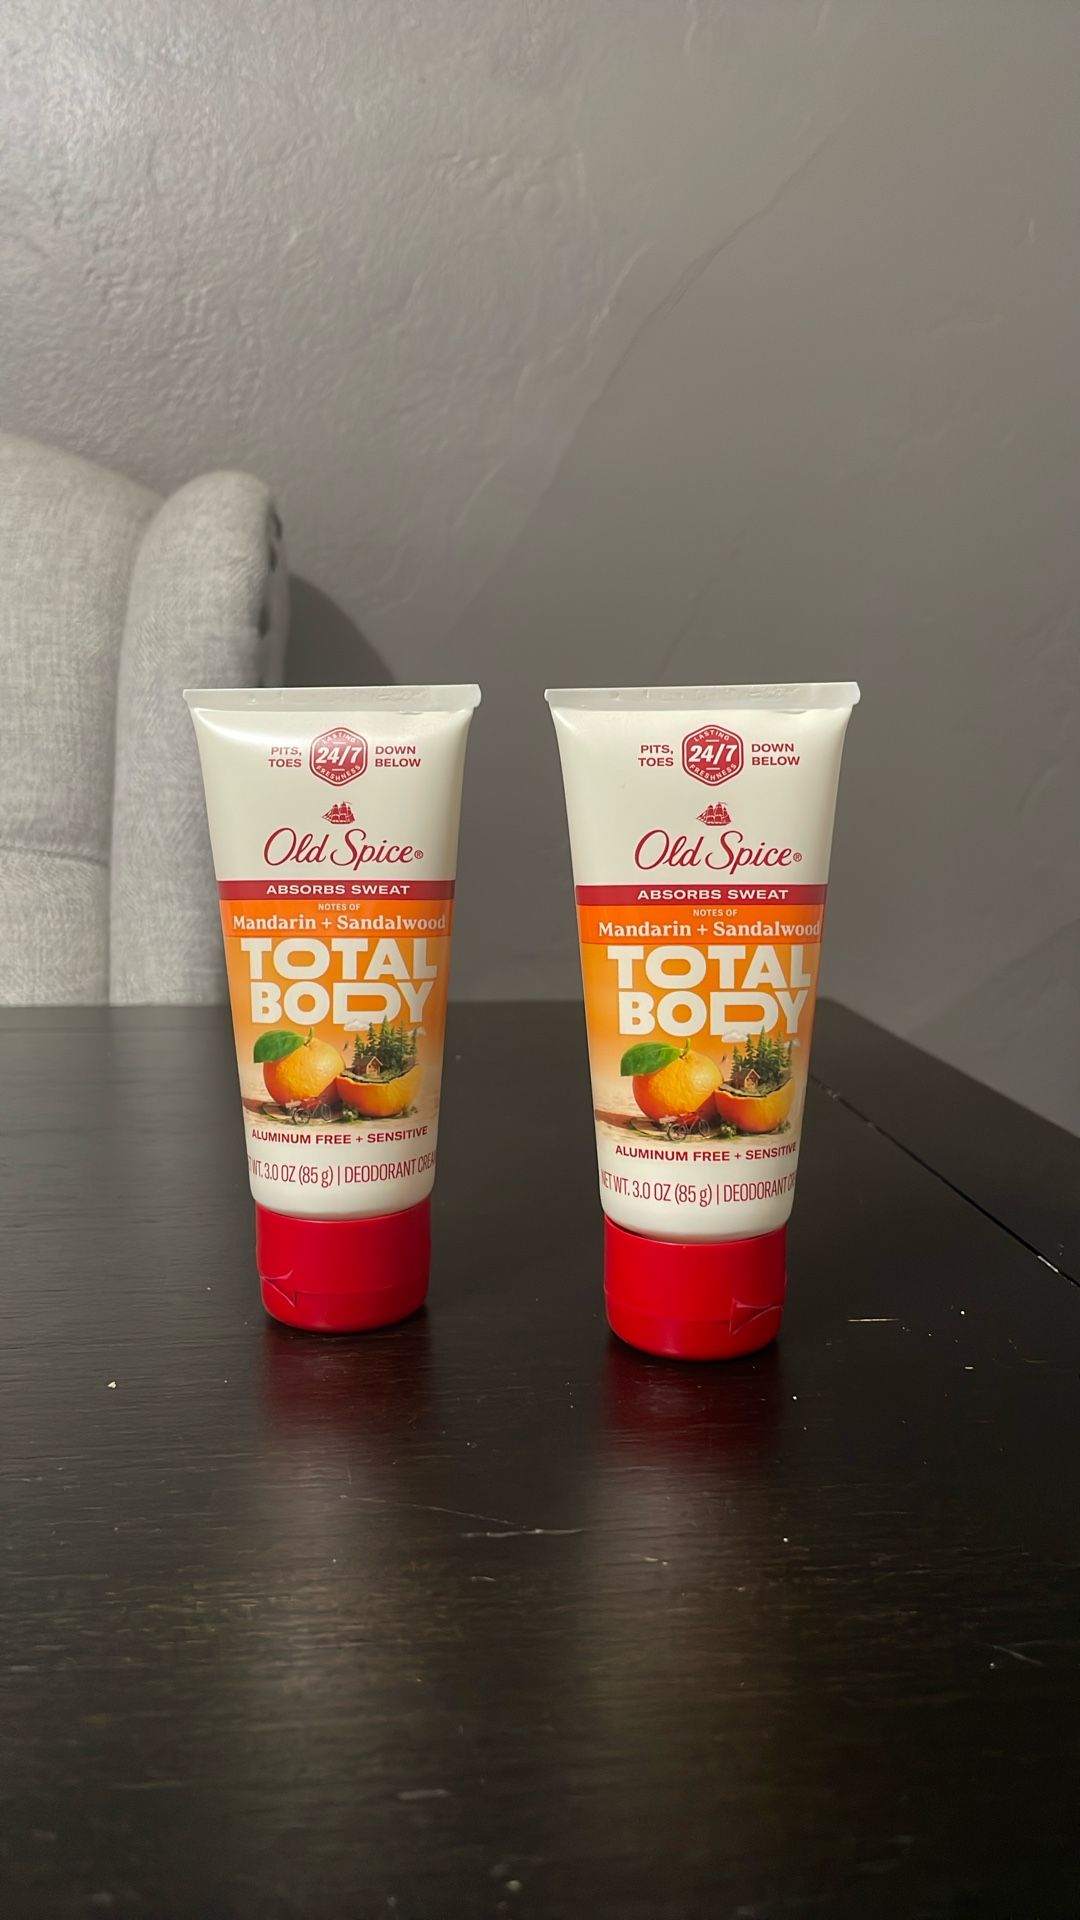 PITS, TOES
LASTING 24/7 FRESHNESS
DOWN BELOW
Old Spice®
ABSORBS SWEAT
NOTES OF
Mandarin + Sandalwood
TOTAL
BODY
ALUMINUM FREE + SENSITIVE
WT. 3.0 OZ (85 g) | DEODORANT
PITS, TOES
LASTING 24/7 FRESHNESS
DOWN BELOW
Old Spice®
ABSORBS SWEAT
NOTES OF
Mandarin + Sandalwood
TOTAL
BODY
ALUMINUM FREE + SENSITIVE
NET WT. 3.0 OZ (85 g) | DEODORANT